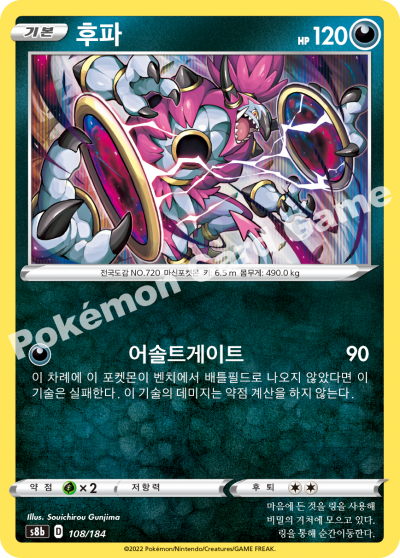 기본 후파 HP 120
전국도감 NO.720 마신포켓몬 키: 6.5 m 몸무게: 490.0 kg
Pokémon Card Game
어솔트게이트 90
이 차례에 이 포켓몬이 벤치에서 배틀필드로 나오지 않았다면 이
기술은 실패한다. 이 기술의 데미지는 약점 계산을 하지 않는다.
약점 ×2 저항력 후퇴
Illus. Souichirou Gunjima
s8b D 108/184
마음에 든 것을 링을 사용해
비밀의 거처에 모으고 있다.
링을 통해 순간이동한다.
©2022 Pokémon/Nintendo/Creatures/GAME FREAK.